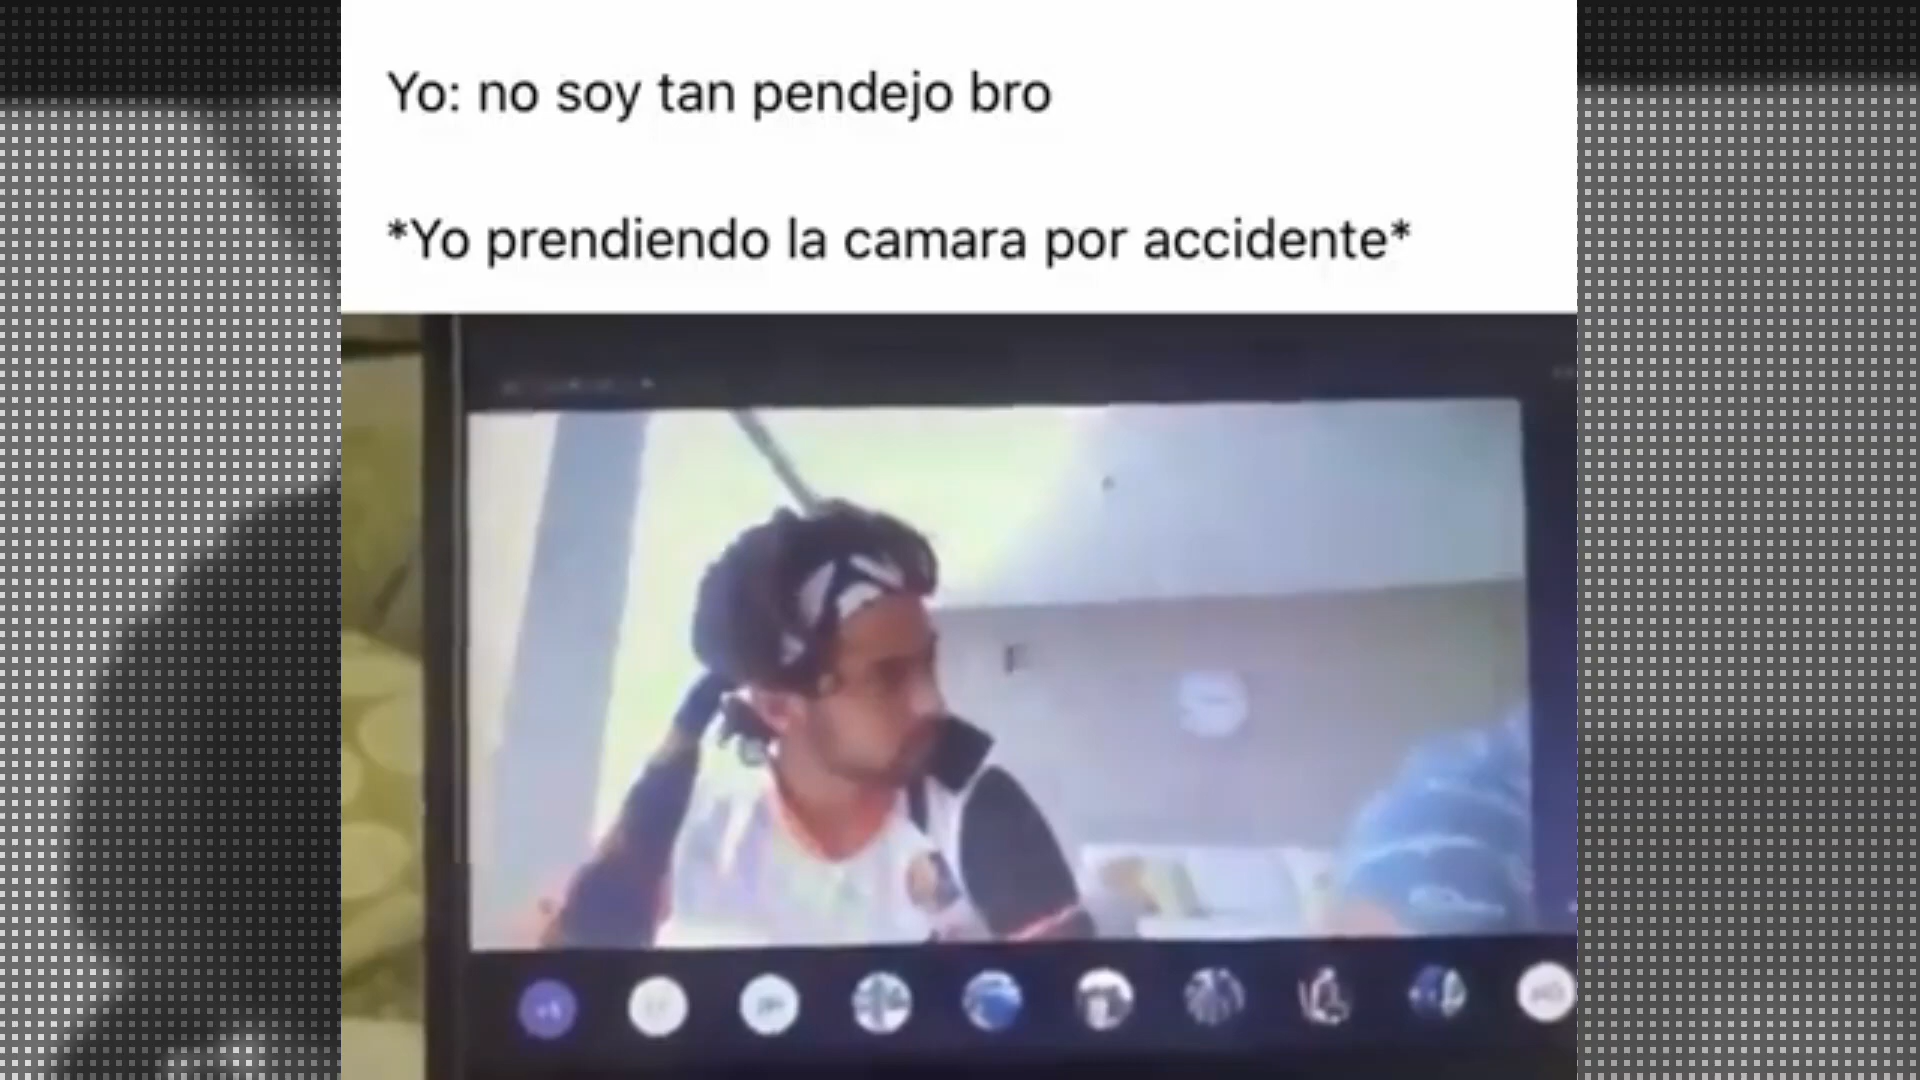 Yo: no soy tan pendejo bro
*Yo prendiendo la camara por accidente*